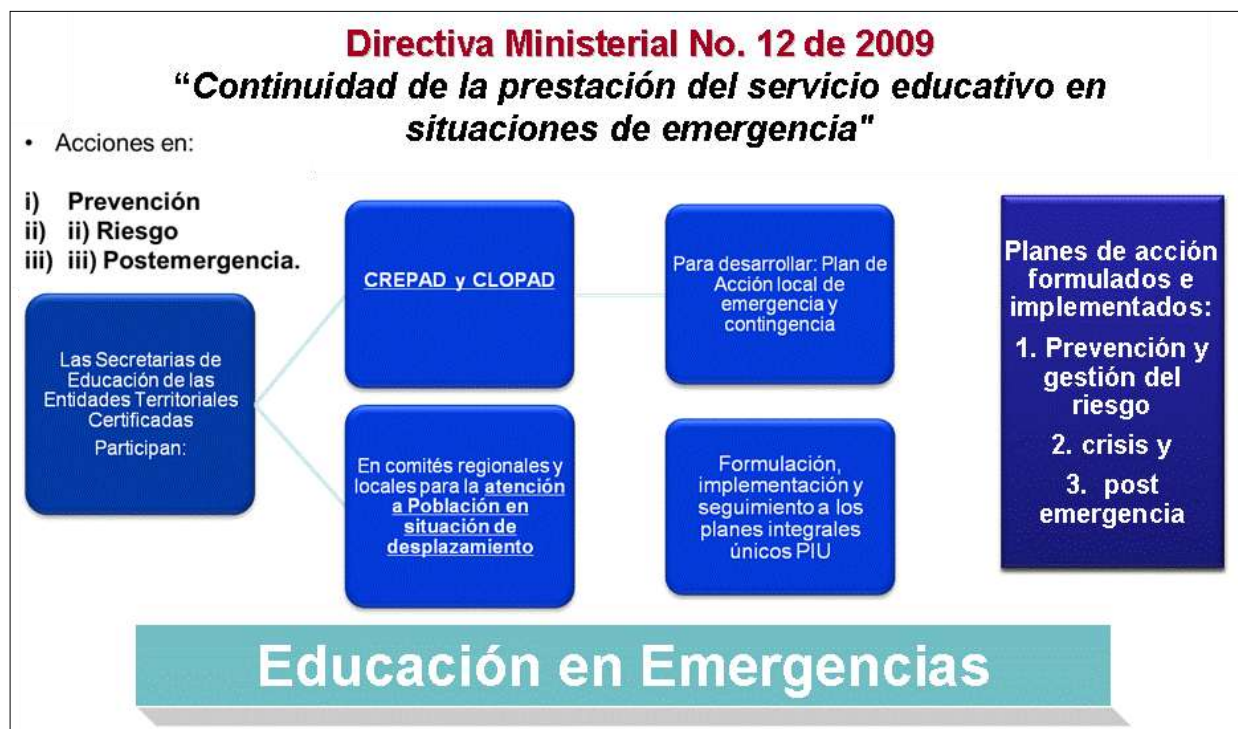 Directiva Ministerial No. 12 de 2009
“Continuidad de la prestación del servicio educativo en
situaciones de emergencia"
• Acciones en:
i) Prevención
ii) ii) Riesgo
iii) iii) Postemergencia.
Las Secretarias de
Educación de las
Entidades Territoriales
Certificadas
Participan:
CREPAD y CLOPAD
Para desarrollar: Plan de
Acción local de
emergencia y
contingencia
En comités regionales y
locales para la atención
a Población en
situación de
desplazamiento
Formulación,
implementación y
seguimiento a los
planes integrales
únicos PIU
Planes de acción
formulados e
implementados:
1. Prevención y
gestión del
riesgo
2. crisis y
3. post
emergencia
Educación en Emergencias